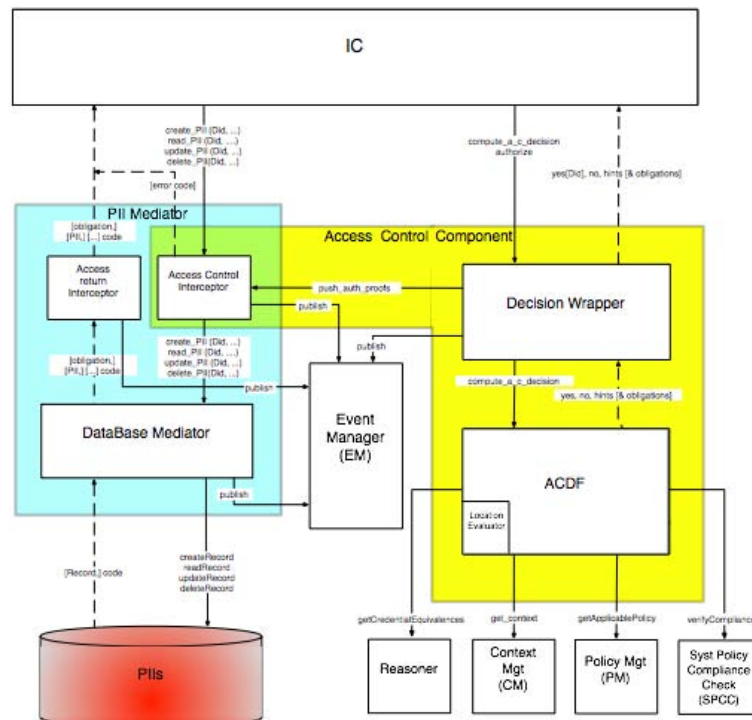 IC
create_PII (Did, ...)
read_PII (Did, ...)
update_PII (Did, ...)
delete_PII(Did, ...)
compute_a_c_decision
authorize
yes[Did], no, hints [& obligations]
[error code]
PII Mediator
[obligation,]
[PII,] [...] code
Access Control Component
Access
return
Interceptor
Access Control
Interceptor
push_auth_proofs
Decision Wrapper
publish
create_PII (Did, ...)
read_PII (Did, ...)
update_PII (Did, ...)
delete_PII(Did, ...)
publish
[obligation,]
[PII,] [...] code
publish
compute_a_c_decision
yes, no, hints [& obligations]
Event
Manager
(EM)
DataBase Mediator
ACDF
publish
Location
Evaluator
createRecord
readRecord
updateRecord
deleteRecord
[Record,] code
getCredentialEquivalences
get_context
getApplicablePolicy
verifyCompliance
PIIs
Reasoner
Context
Mgt
(CM)
Policy Mgt
(PM)
Syst Policy
Compliance
Check
(SPCC)